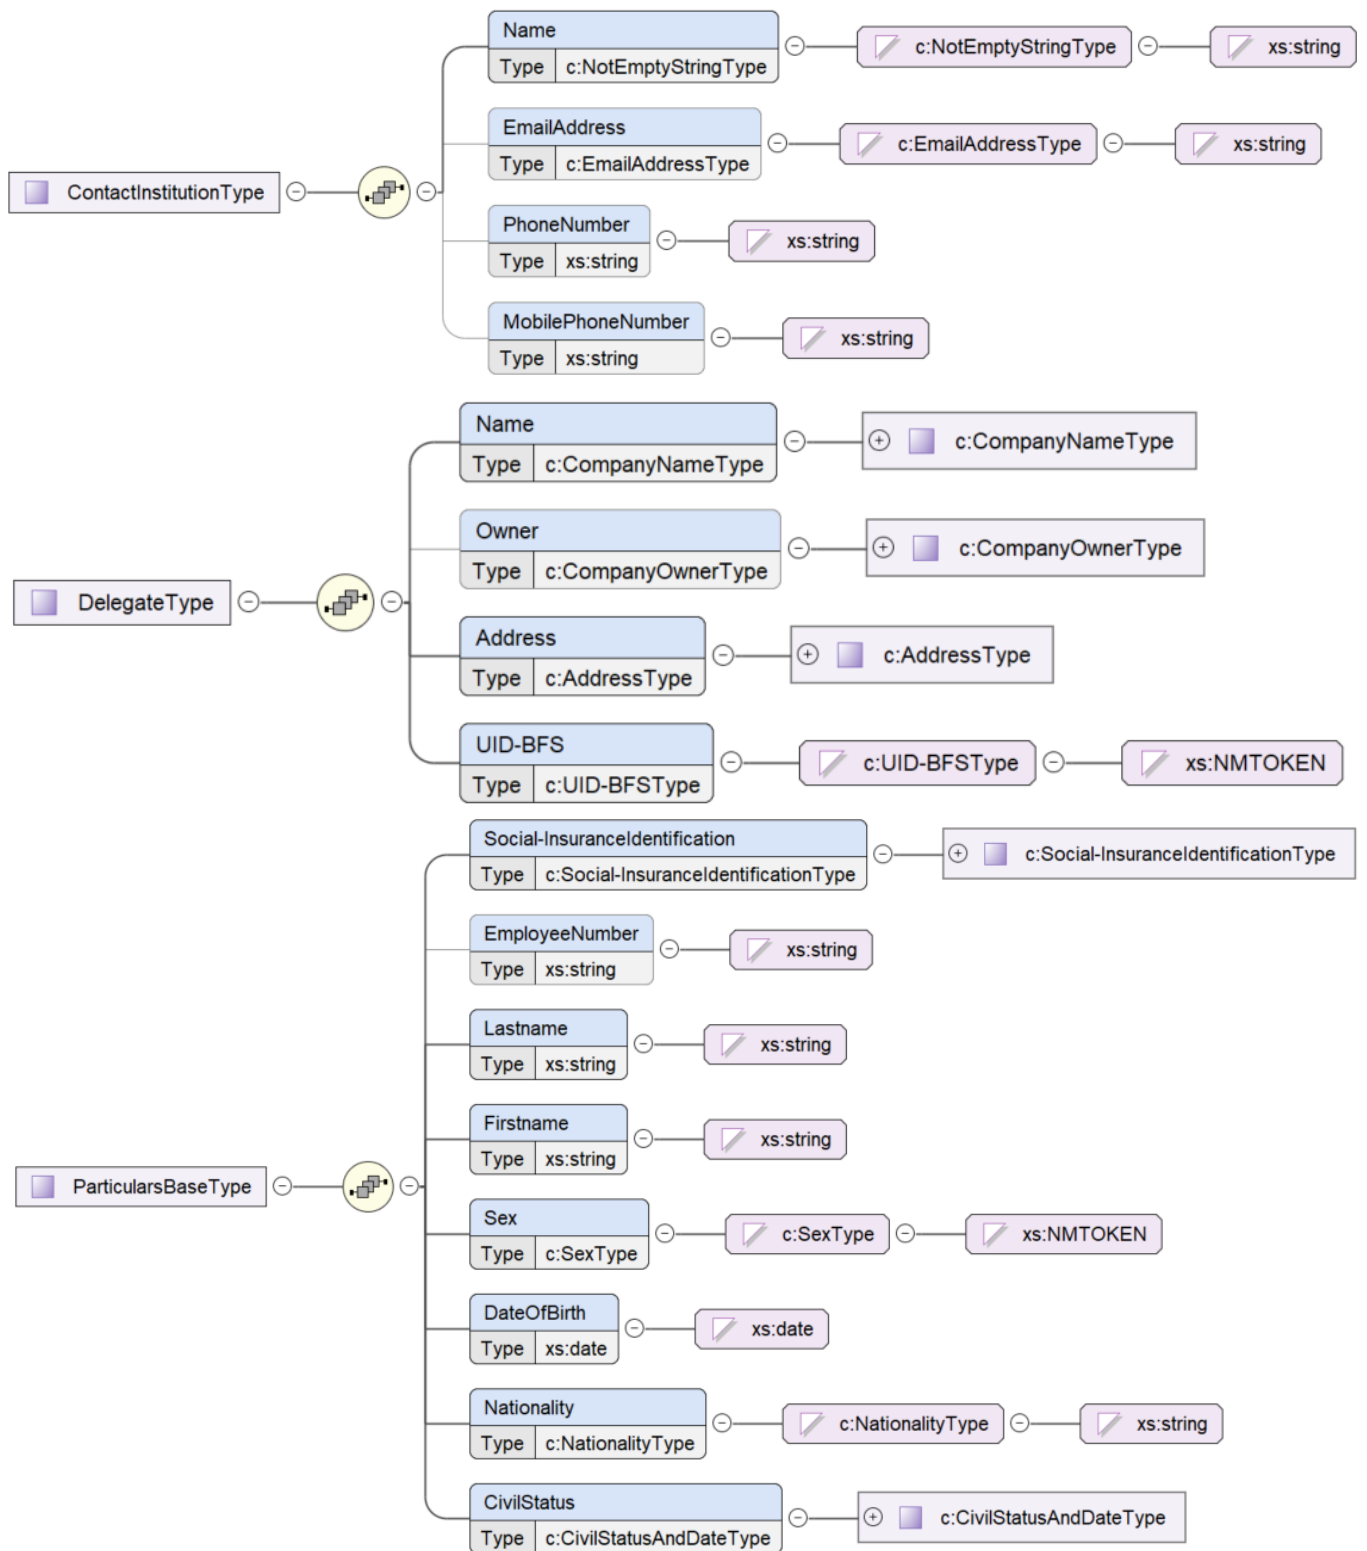 Name
Type c:NotEmptyStringType
c:NotEmptyStringType
xs:string
EmailAddress
Type c:EmailAddressType
c:EmailAddressType
xs:string
ContactInstitutionType
PhoneNumber
Type xs:string
xs:string
MobilePhoneNumber
Type xs:string
xs:string
Name
Type c:CompanyNameType
c:CompanyNameType
Owner
Type c:CompanyOwnerType
c:CompanyOwnerType
DelegateType
Address
Type c:AddressType
c:AddressType
UID-BFS
Type c:UID-BFSType
c:UID-BFSType
xs:NMTOKEN
Social-InsuranceIdentification
Type c:Social-InsuranceIdentificationType
c:Social-InsuranceIdentificationType
EmployeeNumber
Type xs:string
xs:string
Lastname
Type xs:string
xs:string
Firstname
Type xs:string
xs:string
ParticularsBaseType
Sex
Type c:SexType
c:SexType
xs:NMTOKEN
DateOfBirth
Type xs:date
xs:date
Nationality
Type c:NationalityType
c:NationalityType
xs:string
CivilStatus
Type c:CivilStatusAndDateType
c:CivilStatusAndDateType